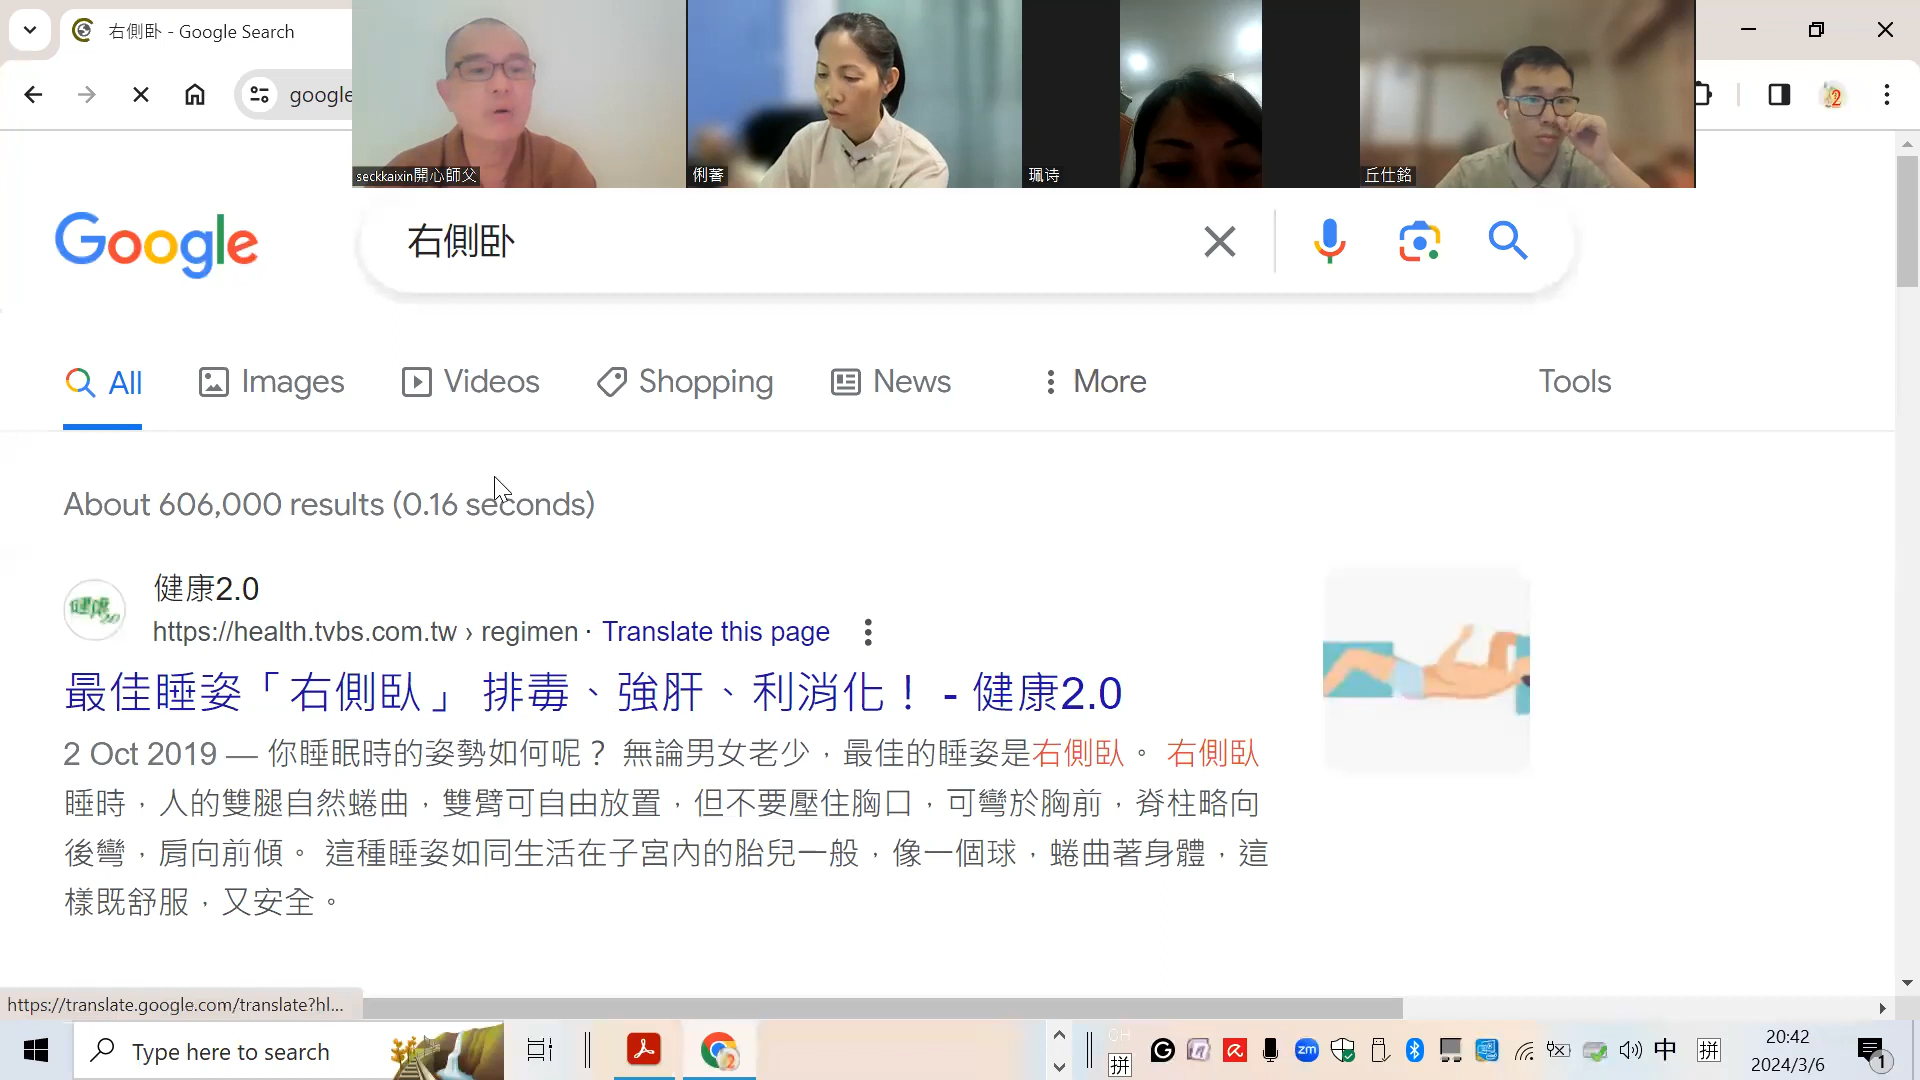 右側卧 - Google Search
google
seckkaixin開心師父
俐蓍
珮诗
丘仕銘
2
Google
右側卧
All
Images
Videos
Shopping
News
More
Tools
About 606,000 results (0.16 seconds)
健康2.0
健康2.0
https://health.tvbs.com.tw › regimen · Translate this page
最佳睡姿「右側臥」 排毒、強肝、利消化！ - 健康2.0
2 Oct 2019 — 你睡眠時的姿勢如何呢？ 無論男女老少，最佳的睡姿是右側臥。 右側臥
睡時，人的雙腿自然蜷曲，雙臂可自由放置，但不要壓住胸口，可彎於胸前，脊柱略向
後彎，肩向前傾。 這種睡姿如同生活在子宮內的胎兒一般，像一個球，蜷曲著身體，這
樣既舒服，又安全。
https://translate.google.com/translate?hl...
Type here to search
CH
拼
zm
中
拼
20:42
2024/3/6
1